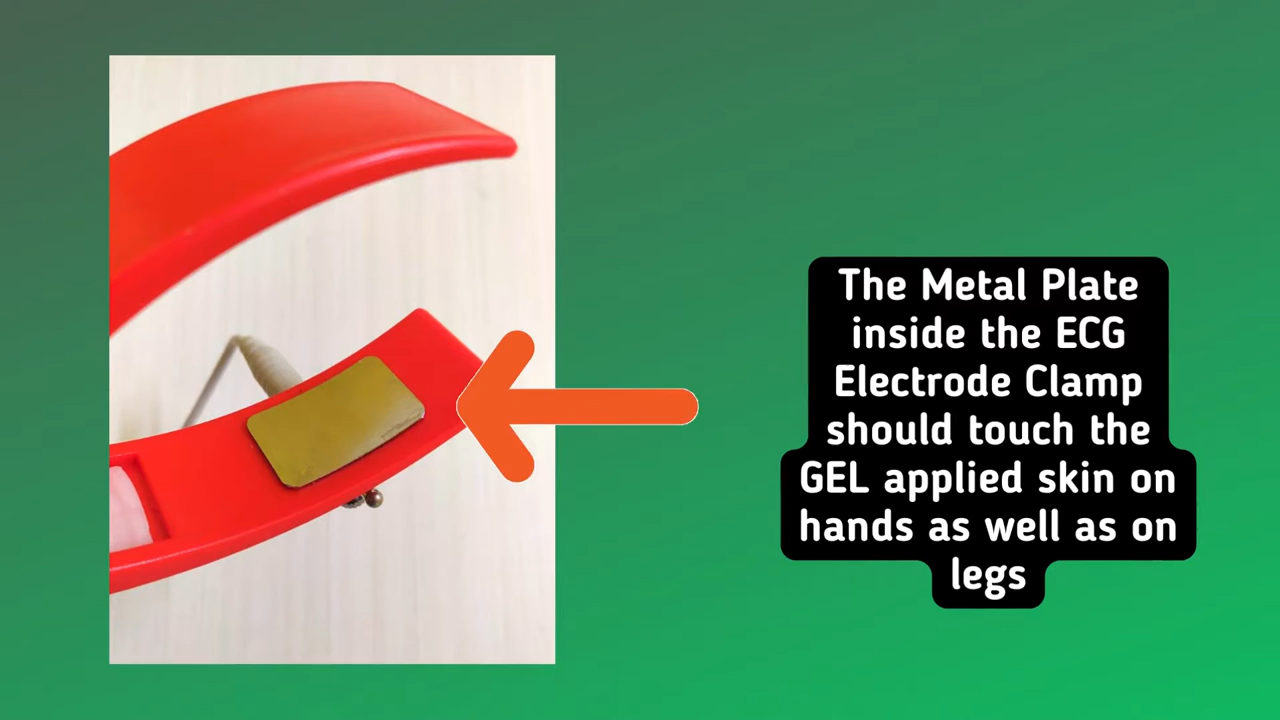 The Metal Plate
inside the ECG
Electrode Clamp
should touch the
GEL applied skin on
hands as well as on
legs